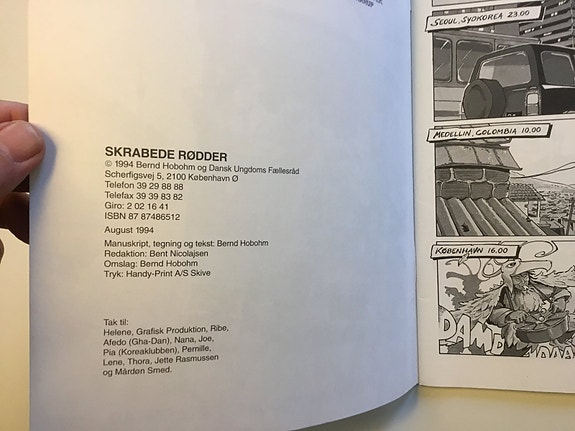 SKRABEDE RØDDER
© 1994 Bernd Hobohm og Dansk Ungdoms Fællesråd
Scherfigsvej 5, 2100 København Ø
Telefon 39 29 88 88
Telefax 39 39 83 82
Giro: 2 02 16 41
ISBN 87 87486512
August 1994
Manuskript, tegning og tekst: Bernd Hobohm
Redaktion: Bent Nicolajsen
Omslag: Bernd Hobohm
Tryk: Handy-Print A/S Skive
Tak til:
Helene, Grafisk Produktion, Ribe,
Afedo (Gha-Dan), Nana, Joe,
Pia (Koreaklubben), Pernille,
Lene, Thora, Jette Rasmussen
og Mårdøn Smed.
SEOUL, SYDKOREA 23.00
MEDELLIN, COLOMBIA 10.00
KØBENHAVN 16.00